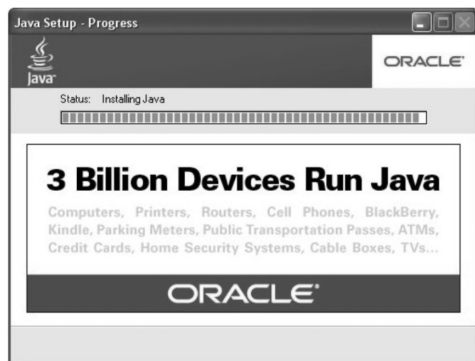 Java Setup - Progress
Java
ORACLE
Status: Installing Java
3 Billion Devices Run Java
Computers, Printers, Routers, Cell Phones, BlackBerry,
Kindle, Parking Meters, Public Transportation Passes, ATMs,
Credit Cards, Home Security Systems, Cable Boxes, TVs...
ORACLE